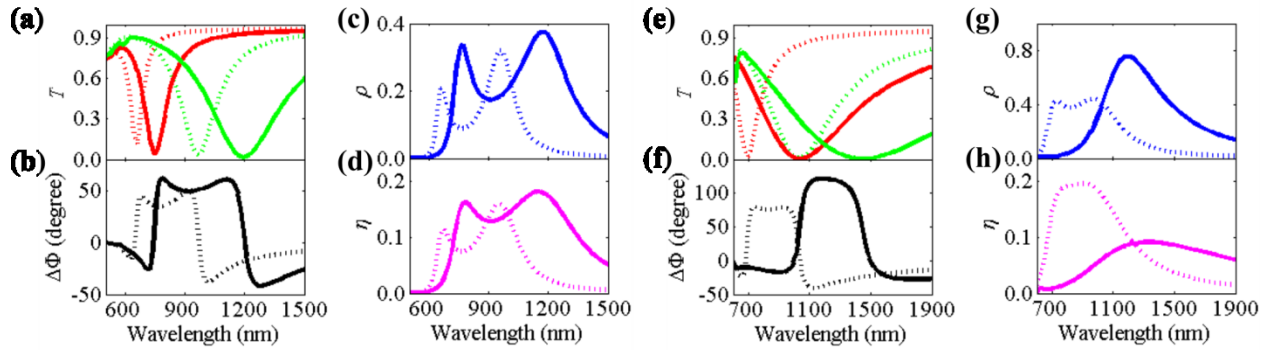 (a)
0.9
0.6
0.3
0.0
T
(b)
50
0
-50
ΔΦ (degree)
600 900 1200 1500
Wavelength (nm)
(c)
0.4
0.2
0.0
ρ
(d)
0.2
0.1
0.0
η
600 900 1200 1500
Wavelength (nm)
(e)
0.9
0.6
0.3
0.0
T
(f)
100
50
0
-50
ΔΦ (degree)
700 1100 1500 1900
Wavelength (nm)
(g)
0.8
0.4
0.0
ρ
(h)
0.2
0.1
0.0
η
700 1100 1500 1900
Wavelength (nm)